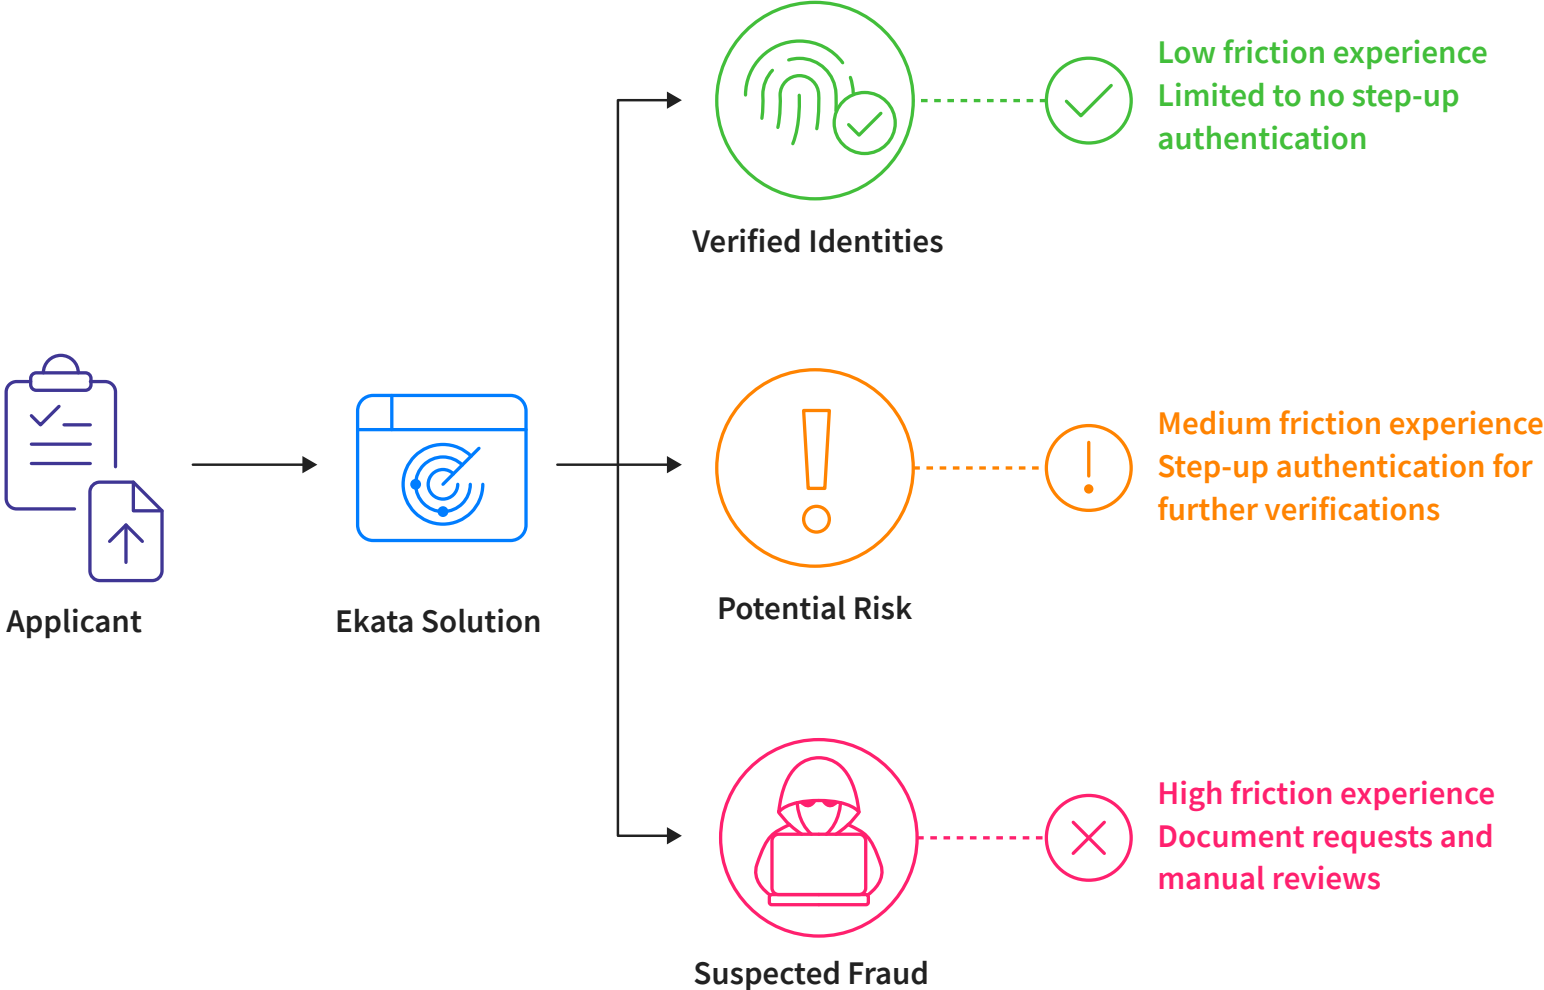 Low friction experience
Limited to no step-up
authentication
Verified Identities
Medium friction experience
Step-up authentication for
further verifications
Applicant
Ekata Solution
Potential Risk
High friction experience
Document requests and
manual reviews
Suspected Fraud